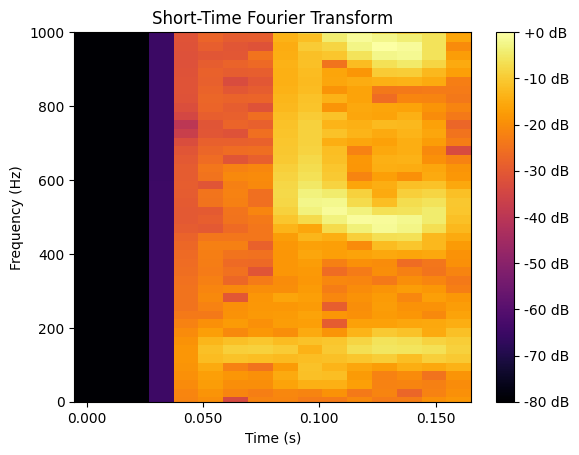 Short-Time Fourier Transform
Frequency (Hz)
1000
800
600
400
200
0
0.000
0.050
0.100
0.150
Time (s)
+0 dB
-10 dB
-20 dB
-30 dB
-40 dB
-50 dB
-60 dB
-70 dB
-80 dB